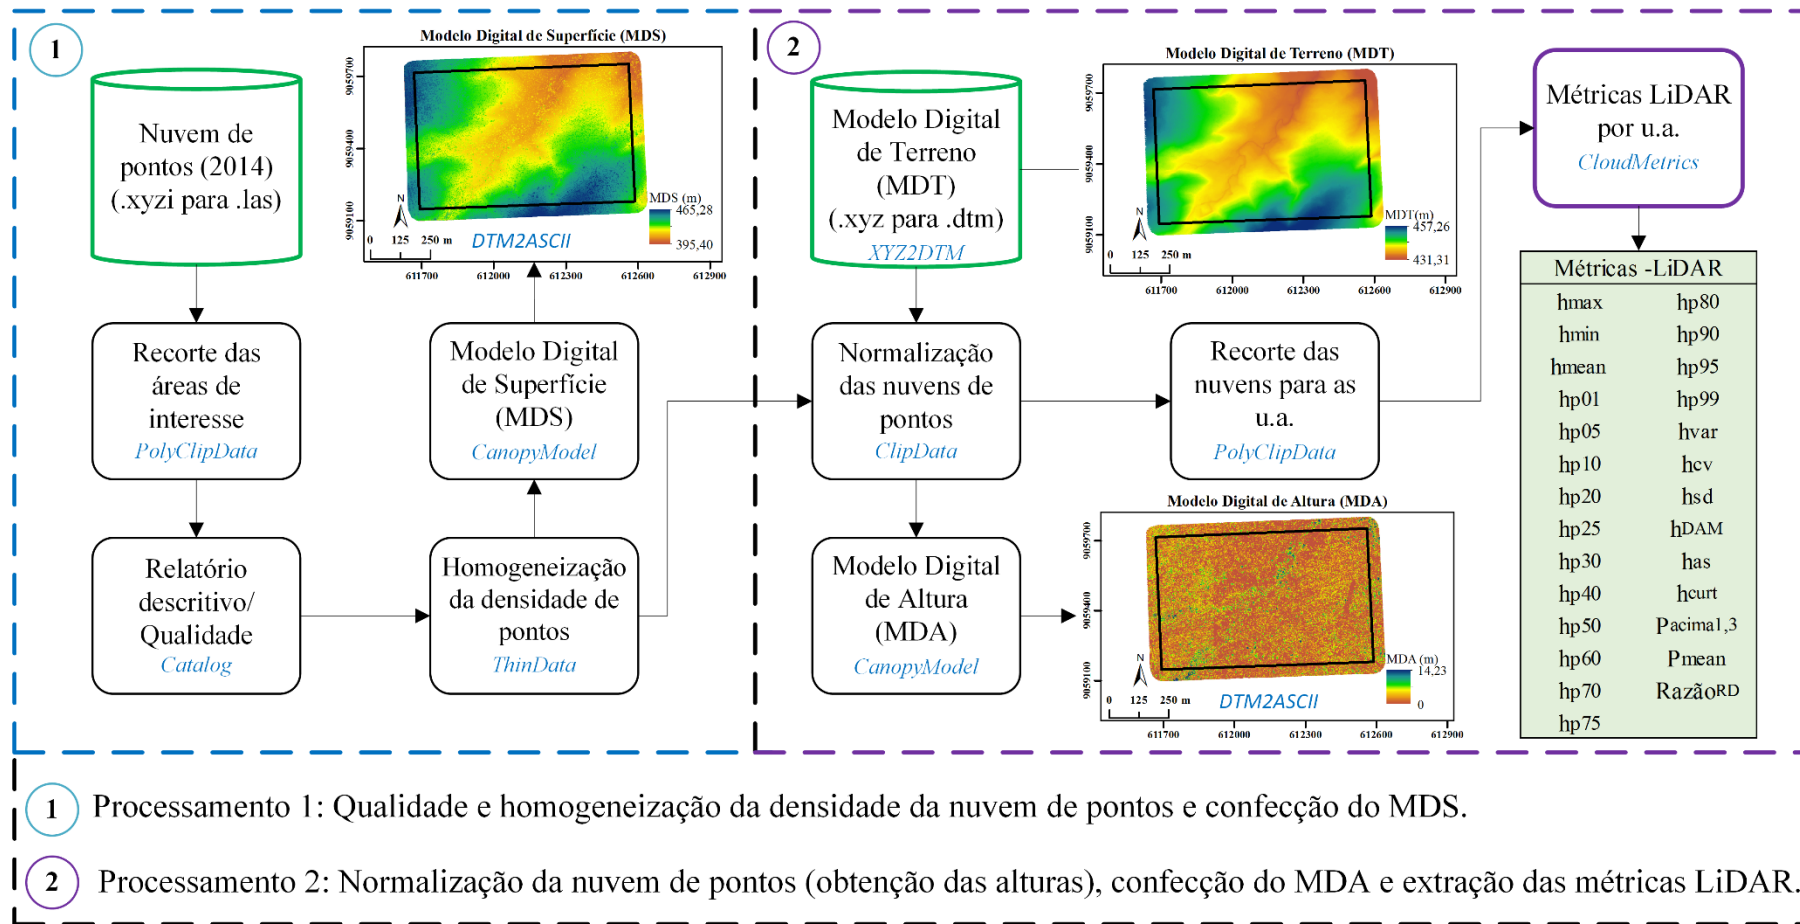 1
Nuvem de
pontos (2014)
(.xyzi para .las)
Recorte das
áreas de
interesse
PolyClipData
Relatório
descritivo/
Qualidade
Catalog
Modelo Digital de Superfície (MDS)
9059700
9059400
9059100
N
0 125 250 m
DTM2ASCII
MDS (m)
465,28
395,40
611700 612000 612300 612600 612900
Modelo Digital
de Superfície
(MDS)
CanopyModel
Homogeneização
da densidade de
pontos
ThinData
2
Modelo Digital
de Terreno
(MDT)
(.xyz para .dtm)
XYZ2DTM
Normalização
das nuvens de
pontos
ClipData
Modelo Digital
de Altura
(MDA)
CanopyModel
Modelo Digital de Terreno (MDT)
9059700
9059400
9059100
N
0 125 250 m
MDT(m)
457,26
431,31
611700 612000 612300 612600 612900
Recorte das
nuvens para as
u.a.
PolyClipData
Modelo Digital de Altura (MDA)
9059700
9059400
9059100
N
0 125 250 m
DTM2ASCII
MDA (m)
14,23
0
611700 612000 612300 612600 612900
Métricas LiDAR
por u.a.
CloudMetrics
Métricas -LiDAR
hmax hp80
hmin hp90
hmean hp95
hp01 hp99
hp05 hvar
hp10 hcv
hp20 hsd
hp25 hDAM
hp30 has
hp40 hcurt
hp50 Pacima1,3
hp60 Pmean
hp70 RazãoRD
hp75
1 Processamento 1: Qualidade e homogeneização da densidade da nuvem de pontos e confecção do MDS.
2 Processamento 2: Normalização da nuvem de pontos (obtenção das alturas), confecção do MDA e extração das métricas LiDAR.